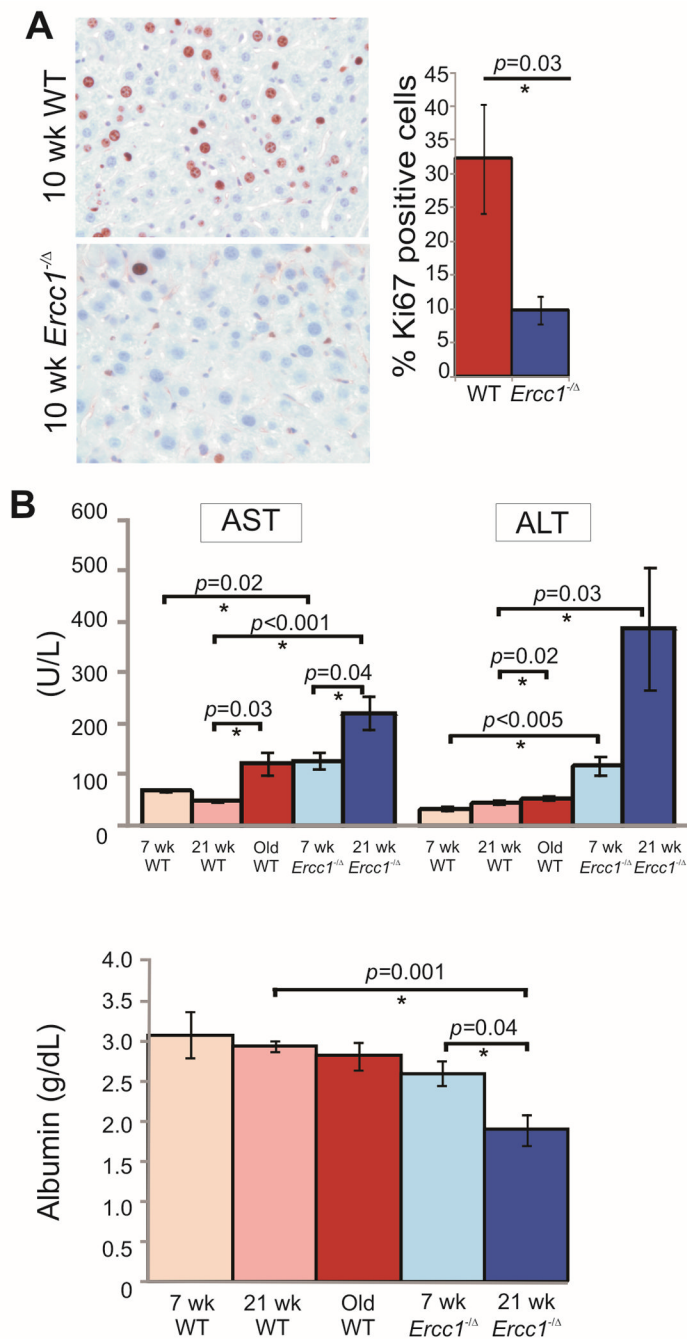 A
10 wk WT
10 wk Ercc1-/Δ
p=0.03
*
% Ki67 positive cells
45
40
35
30
25
20
15
10
5
0
WT Ercc1-/Δ
B
AST
ALT
(U/L)
600
500
400
300
200
100
0
p=0.02
*
p<0.001
*
p=0.03
*
p=0.04
*
p=0.03
*
p=0.02
*
p<0.005
*
7 wk 21 wk Old 7 wk 21 wk
WT WT WT Ercc1-/Δ Ercc1-/Δ
7 wk 21 wk Old 7 wk 21 wk
WT WT WT Ercc1-/Δ Ercc1-/Δ
Albumin (g/dL)
4.0
3.5
3.0
2.5
2.0
1.5
1.0
0.5
0
p=0.001
*
p=0.04
*
7 wk 21 wk Old 7 wk 21 wk
WT WT WT Ercc1-/Δ Ercc1-/Δ